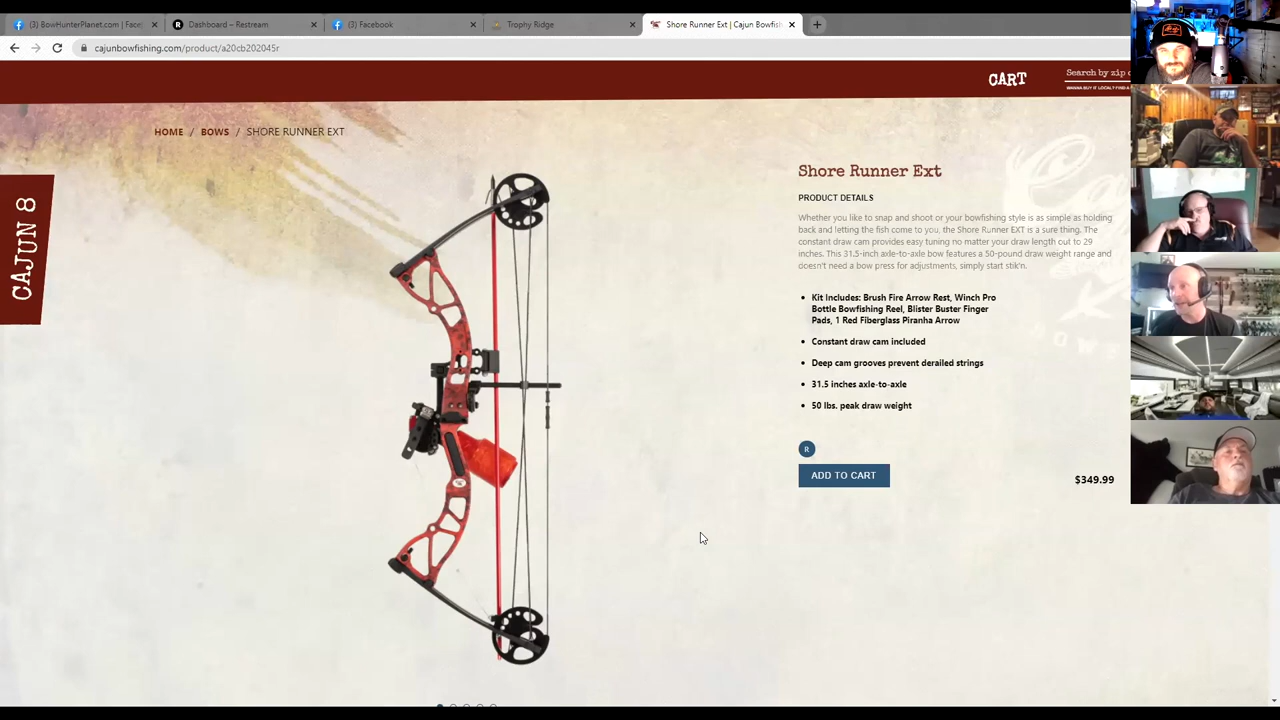 (3) BowHunterPlanet.com | Face
Dashboard – Restream
(3) Facebook
Trophy Ridge
Shore Runner Ext | Cajun Bowfish
cajunbowfishing.com/product/a20cb202045r
CART
Search by zip
WANNA BUY IT LOCAL? FIND A
HOME / BOWS / SHORE RUNNER EXT
CAJUN 8
Shore Runner Ext
PRODUCT DETAILS
Whether you like to snap and shoot or your bowfishing style is as simple as holding
back and letting the fish come to you, the Shore Runner EXT is a sure thing. The
constant draw cam provides easy tuning no matter your draw length out to 29
inches. This 31.5-inch axle-to-axle bow features a 50-pound draw weight range and
doesn't need a bow press for adjustments, simply start stik'n.
• Kit Includes: Brush Fire Arrow Rest, Winch Pro
Bottle Bowfishing Reel, Blister Buster Finger
Pads, 1 Red Fiberglass Piranha Arrow
• Constant draw cam included
• Deep cam grooves prevent derailed strings
• 31.5 inches axle-to-axle
• 50 lbs. peak draw weight
R
ADD TO CART
$349.99